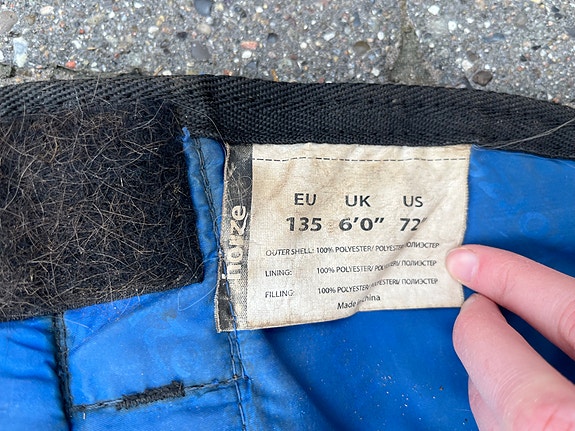 EU UK US
135 6'0" 72"
OUTER SHELL: 100% POLYESTER/ POLYESTER/ ПОЛИЭСТЕР
LINING: 100% POLYESTER/ POLYESTER/ ПОЛИЭСТЕР
FILLING: 100% POLYESTER/ POLYESTER/ ПОЛИЭСТЕР
Made in China